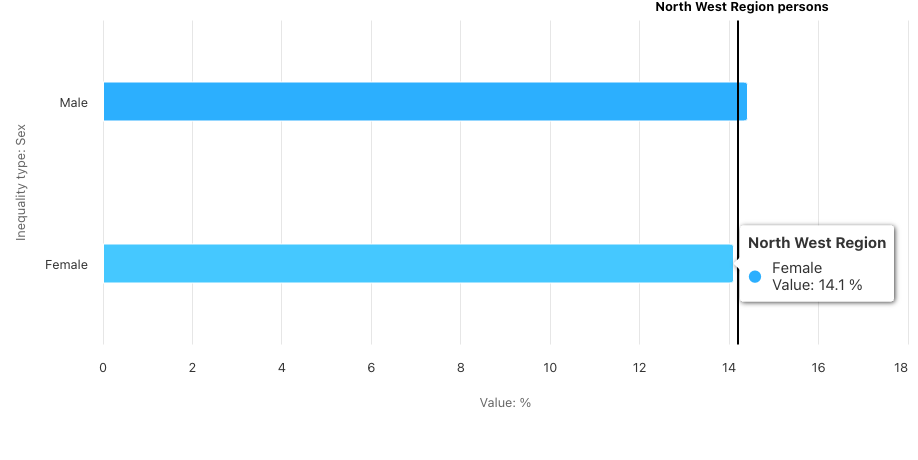 North West Region persons
Inequality type: Sex
Male
Female
North West Region
Female
Value: 14.1 %
0 2 4 6 8 10 12 14 16 18
Value: %